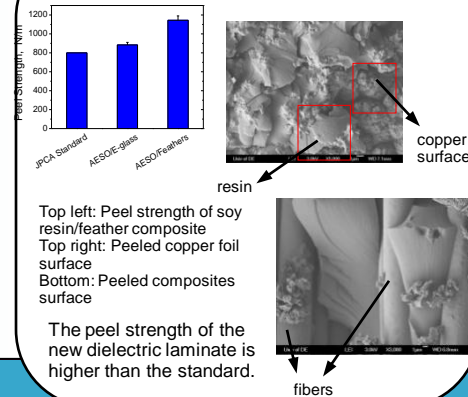 Peel Strength, N/m
1200
1000
800
600
400
200
0
JPCA Standard
AESO/E-glass
AESO/Feathers
copper
surface
resin
Top left: Peel strength of soy
resin/feather composite
Top right: Peeled copper foil
surface
Bottom: Peeled composites
surface
The peel strength of the
new dielectric laminate is
higher than the standard.
fibers